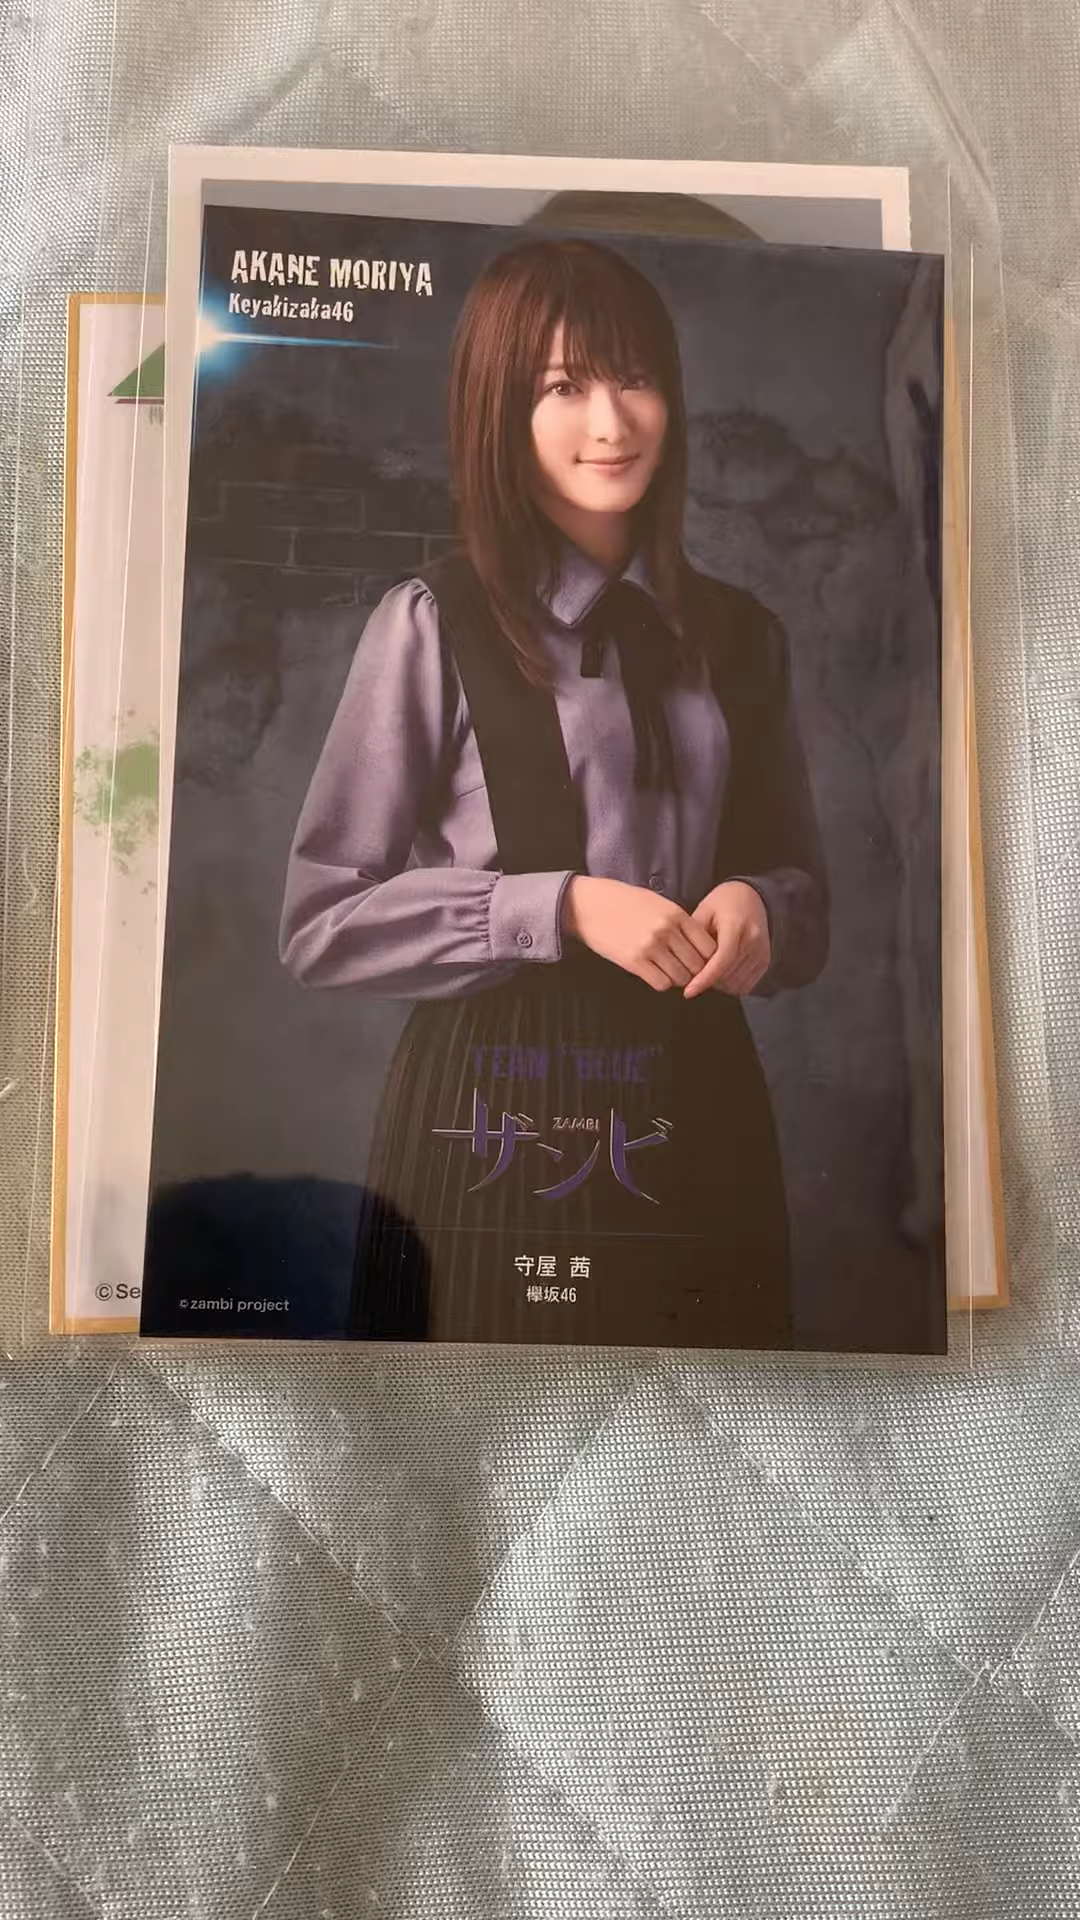 AKANE MORIYA
Keyakizaka46
TEAM "BLUE"
ZAMBI
ザンビ
守屋 茜
欅坂46
©zambi project
©Se